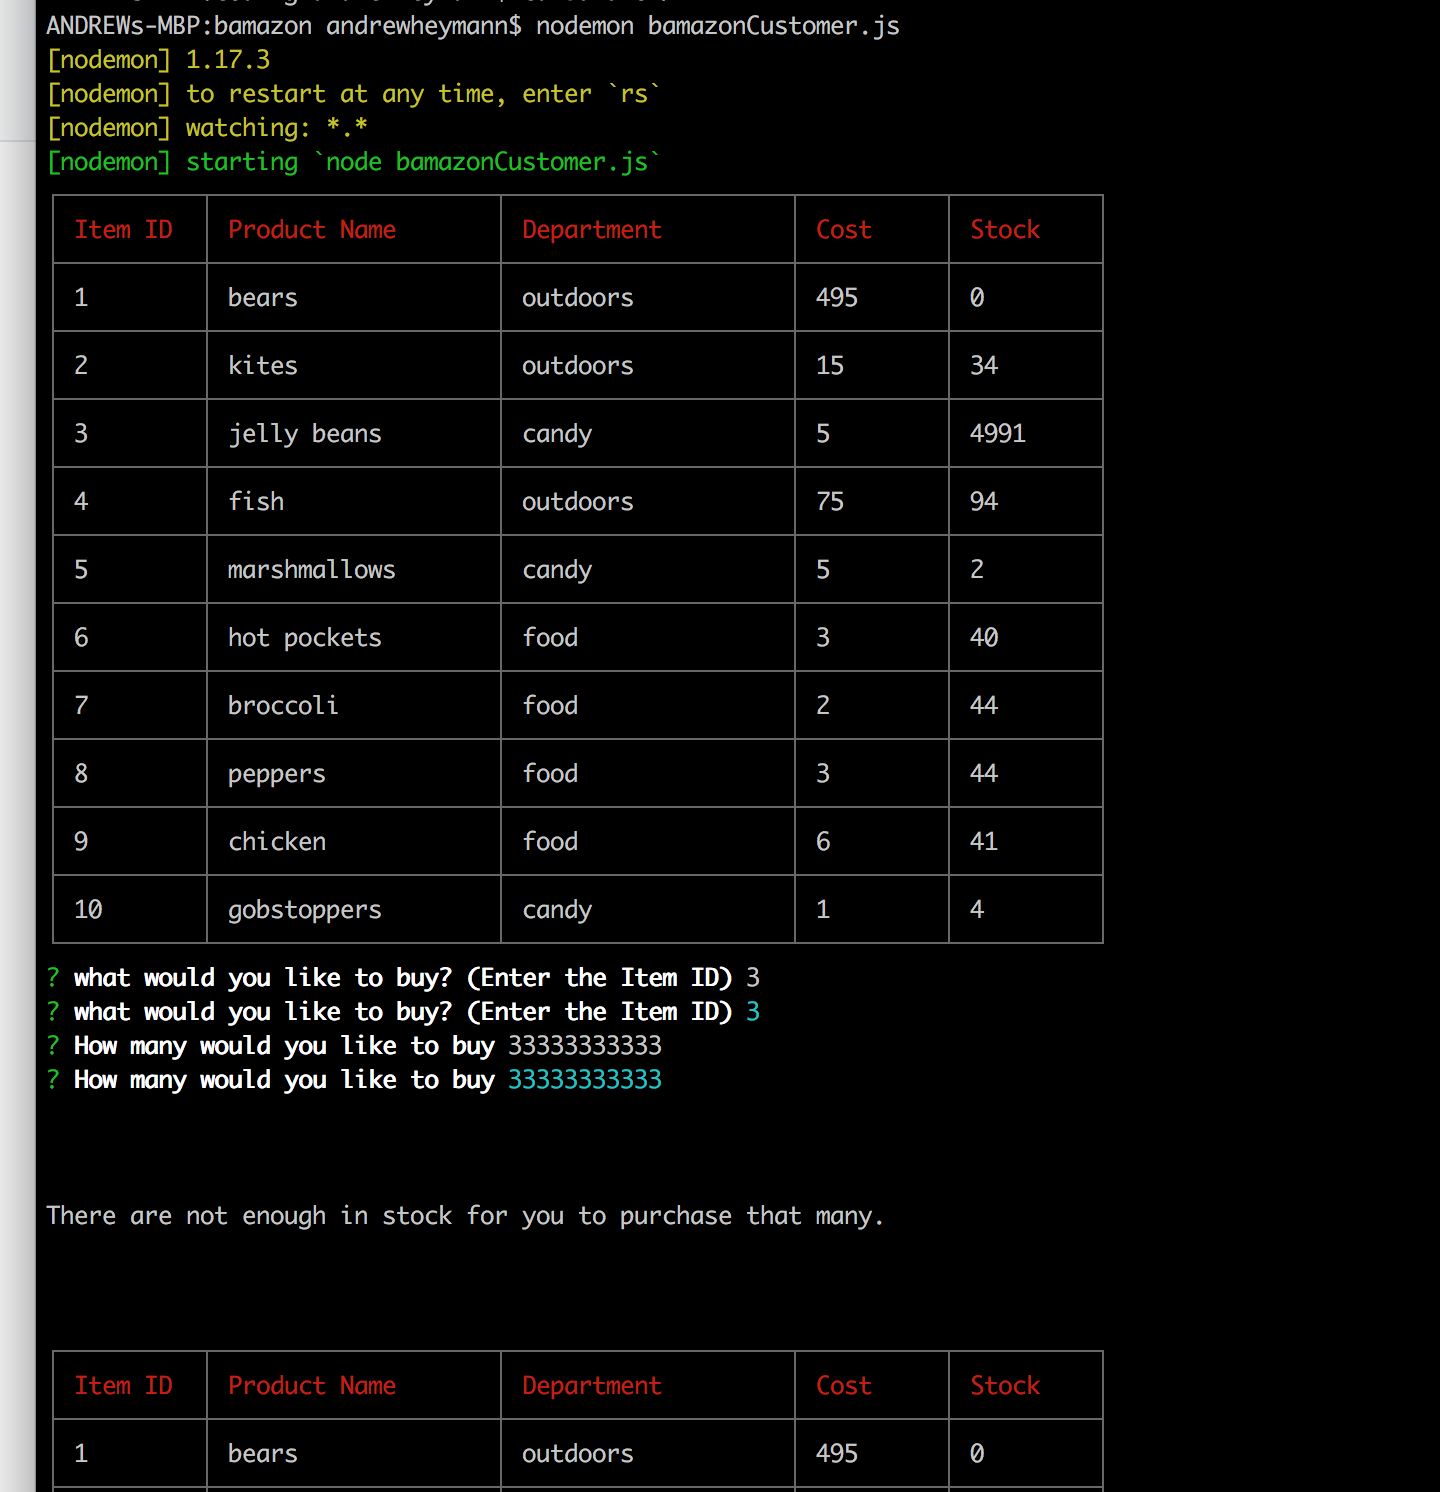 ANDREWs-MBP:bamazon andrewheymann$ nodemon bamazonCustomer.js
[nodemon] 1.17.3
[nodemon] to restart at any time, enter `rs`
[nodemon] watching: *.*
[nodemon] starting `node bamazonCustomer.js`
Item ID Product Name Department Cost Stock
1 bears outdoors 495 0
2 kites outdoors 15 34
3 jelly beans candy 5 4991
4 fish outdoors 75 94
5 marshmallows candy 5 2
6 hot pockets food 3 40
7 broccoli food 2 44
8 peppers food 3 44
9 chicken food 6 41
10 gobstoppers candy 1 4
? what would you like to buy? (Enter the Item ID) 3
? what would you like to buy? (Enter the Item ID) 3
? How many would you like to buy 33333333333
? How many would you like to buy 33333333333
There are not enough in stock for you to purchase that many.
Item ID Product Name Department Cost Stock
1 bears outdoors 495 0